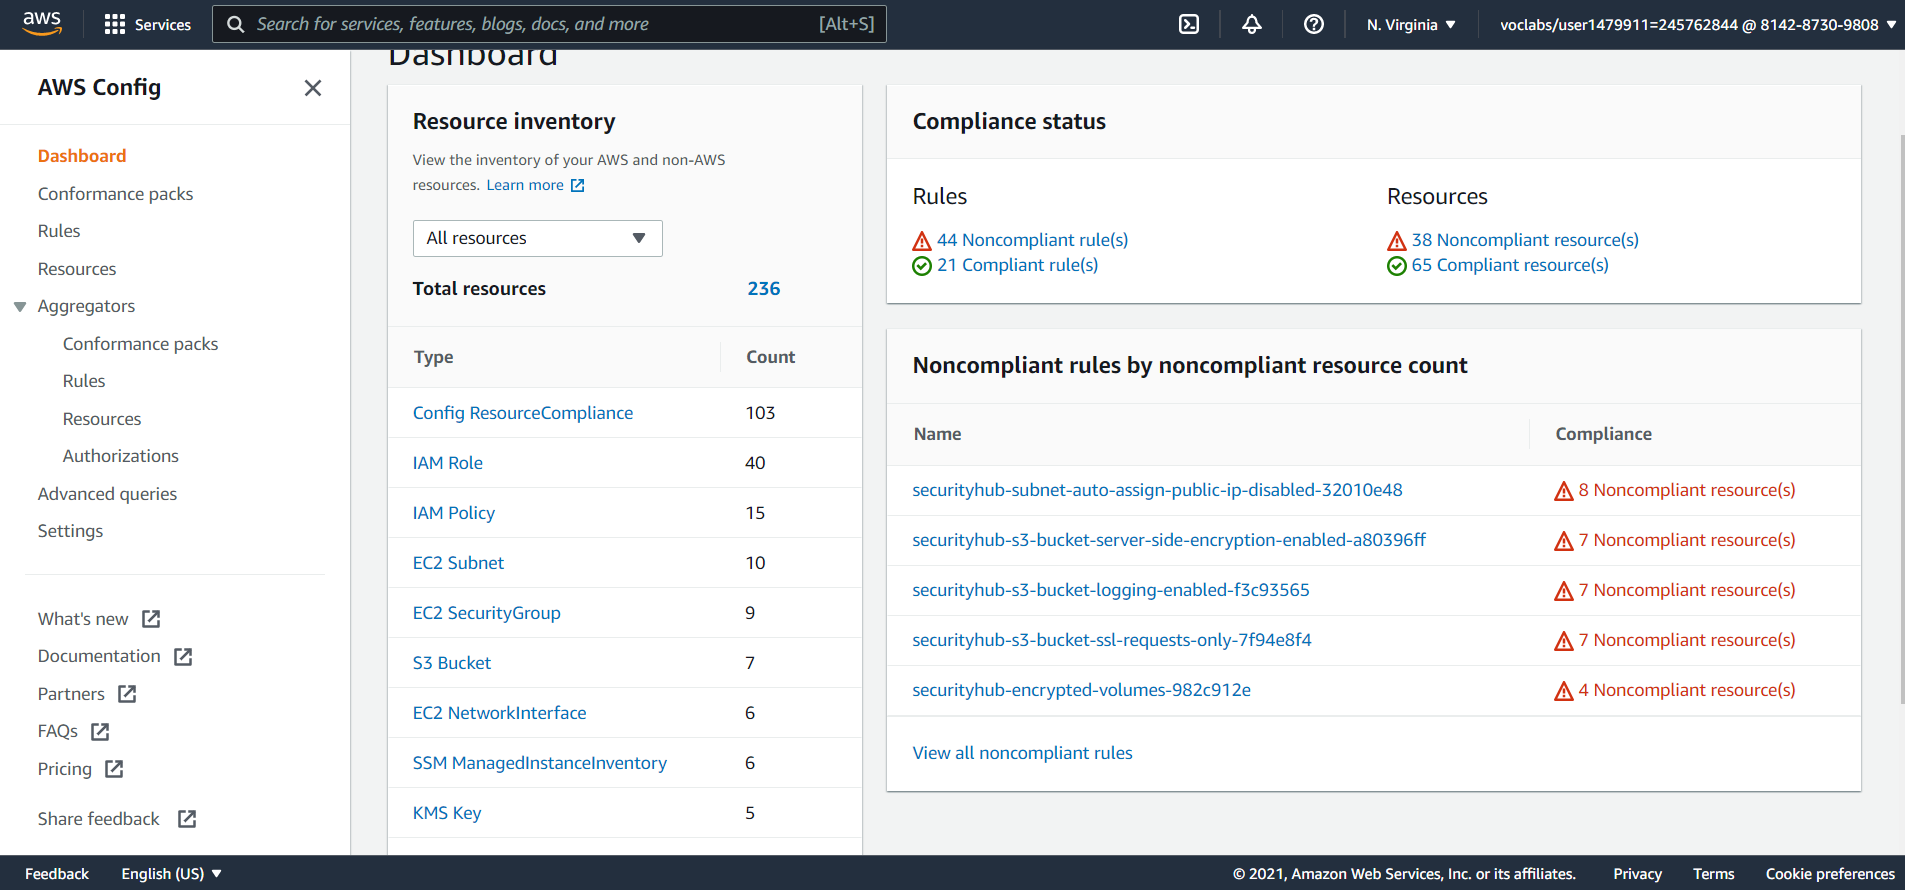 aws
Services
Search for services, features, blogs, docs, and more [Alt+S]
N. Virginia
voclabs/user1479911=245762844 @ 8142-8730-9808
AWS Config
Dashboard
Conformance packs
Rules
Resources
Aggregators
Conformance packs
Rules
Resources
Authorizations
Advanced queries
Settings
What's new
Documentation
Partners
FAQs
Pricing
Share feedback
Dashboard
Resource inventory
View the inventory of your AWS and non-AWS
resources. Learn more
All resources
Total resources 236
Type Count
Config ResourceCompliance 103
IAM Role 40
IAM Policy 15
EC2 Subnet 10
EC2 SecurityGroup 9
S3 Bucket 7
EC2 NetworkInterface 6
SSM ManagedInstanceInventory 6
KMS Key 5
Compliance status
Rules
44 Noncompliant rule(s)
21 Compliant rule(s)
Resources
38 Noncompliant resource(s)
65 Compliant resource(s)
Noncompliant rules by noncompliant resource count
Name Compliance
securityhub-subnet-auto-assign-public-ip-disabled-32010e48 8 Noncompliant resource(s)
securityhub-s3-bucket-server-side-encryption-enabled-a80396ff 7 Noncompliant resource(s)
securityhub-s3-bucket-logging-enabled-f3c93565 7 Noncompliant resource(s)
securityhub-s3-bucket-ssl-requests-only-7f94e8f4 7 Noncompliant resource(s)
securityhub-encrypted-volumes-982c912e 4 Noncompliant resource(s)
View all noncompliant rules
Feedback English (US) © 2021, Amazon Web Services, Inc. or its affiliates. Privacy Terms Cookie preferences